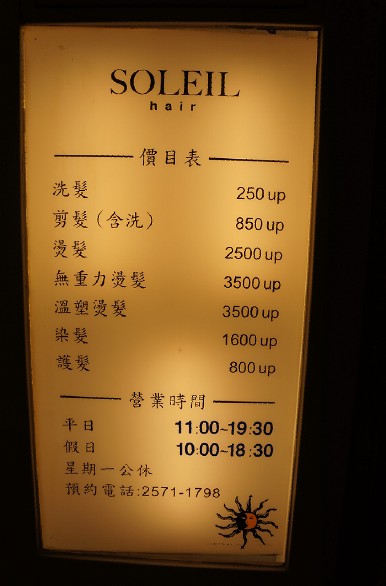 SOLEIL
hair
價目表
洗髮 250 up
剪髮(含洗) 850 up
燙髮 2500 up
無重力燙髮 3500 up
溫塑燙髮 3500 up
染髮 1600 up
護髮 800 up
營業時間
平日 11:00~19:30
假日 10:00~18:30
星期一公休
預約電話:2571-1798